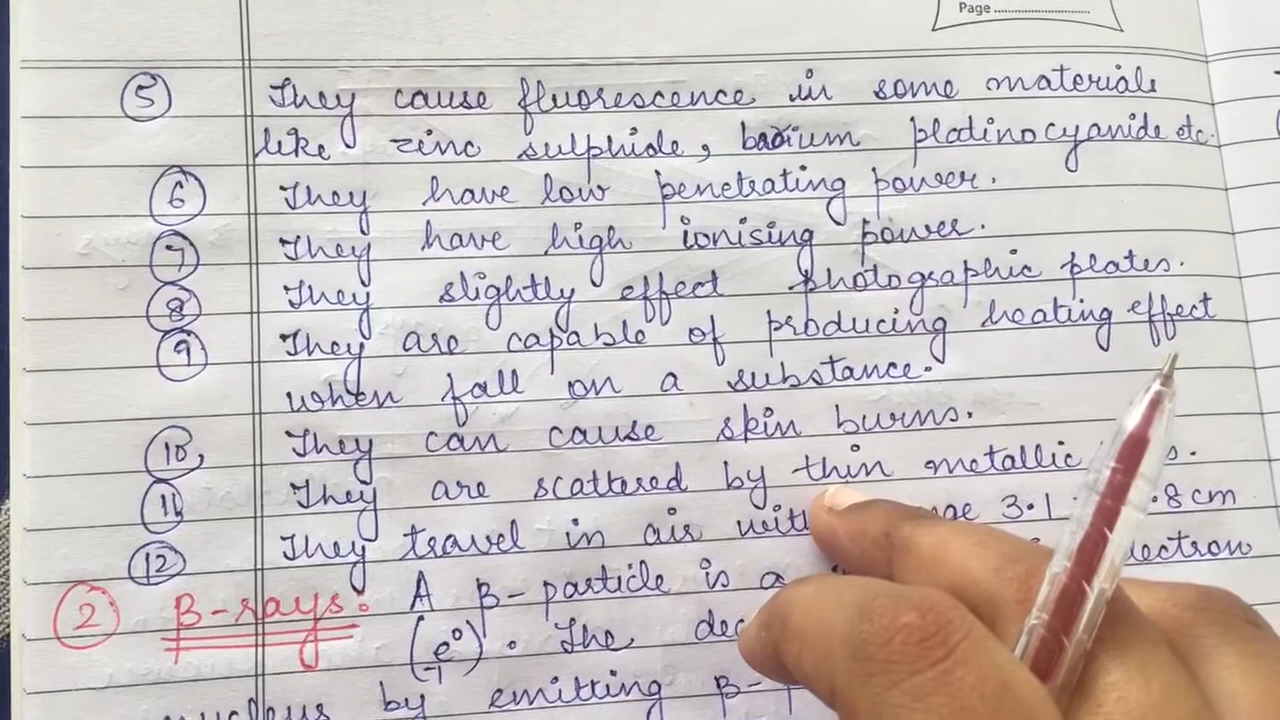 Page
5 They cause fluorescence in some materials
like zinc sulphide, barium platinocyanide etc.
6 They have low penetrating power.
7 They have high ionising power.
8 They slightly effect photographic plates.
9 They are capable of producing heating effect
when fall on a substance.
10, They can cause skin burns.
11 They are scattered by thin metallic
12 They travel in air 3.1 .8 cm
2 β-rays: A β-particle is a
(₋₁e⁰). The
by emitting β-